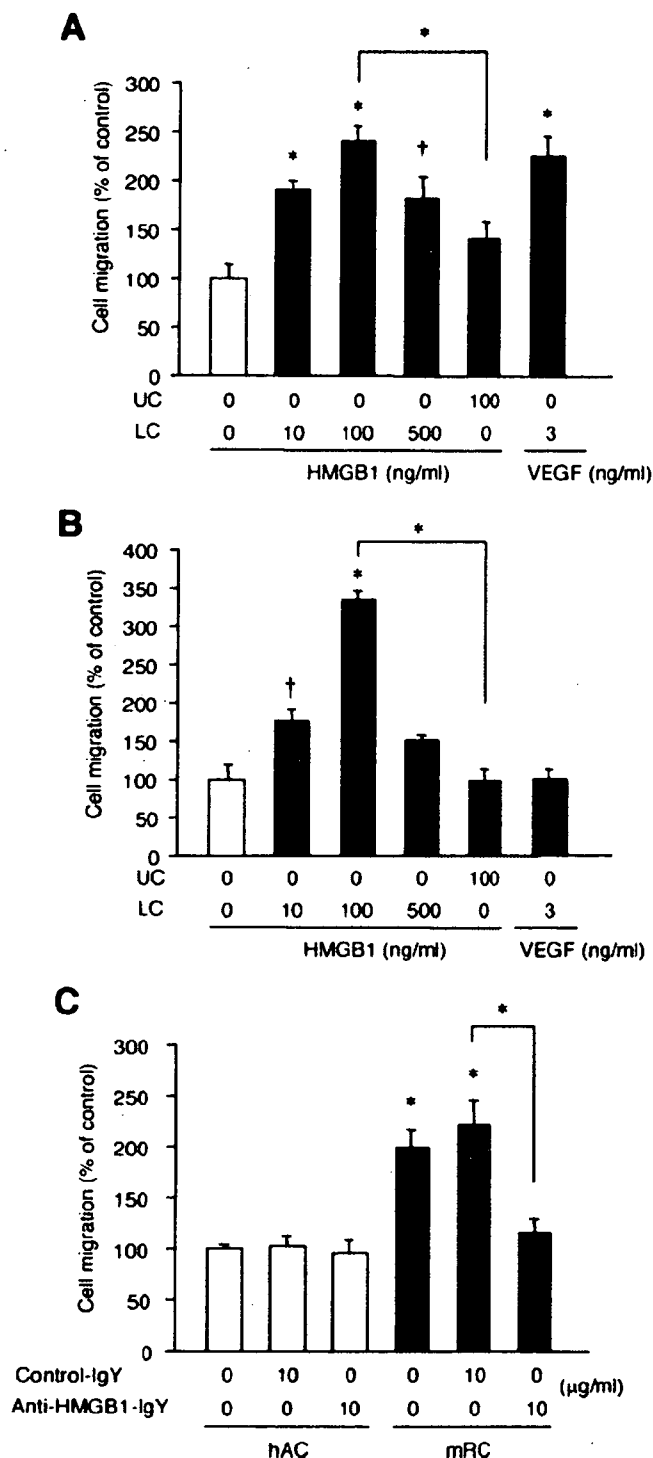 A
*
Cell migration (% of control)
300
250
200
150
100
50
0
*
*
†
*
UC 0 0 0 0 100 0
LC 0 10 100 500 0 3
HMGB1 (ng/ml) VEGF (ng/ml)
B
*
Cell migration (% of control)
400
350
300
250
200
150
100
50
0
†
*
UC 0 0 0 0 100 0
LC 0 10 100 500 0 3
HMGB1 (ng/ml) VEGF (ng/ml)
C
*
Cell migration (% of control)
300
250
200
150
100
50
0
*
*
Control-IgY 0 10 0 0 10 0 (μg/ml)
Anti-HMGB1-IgY 0 0 10 0 0 10
hAC mRC